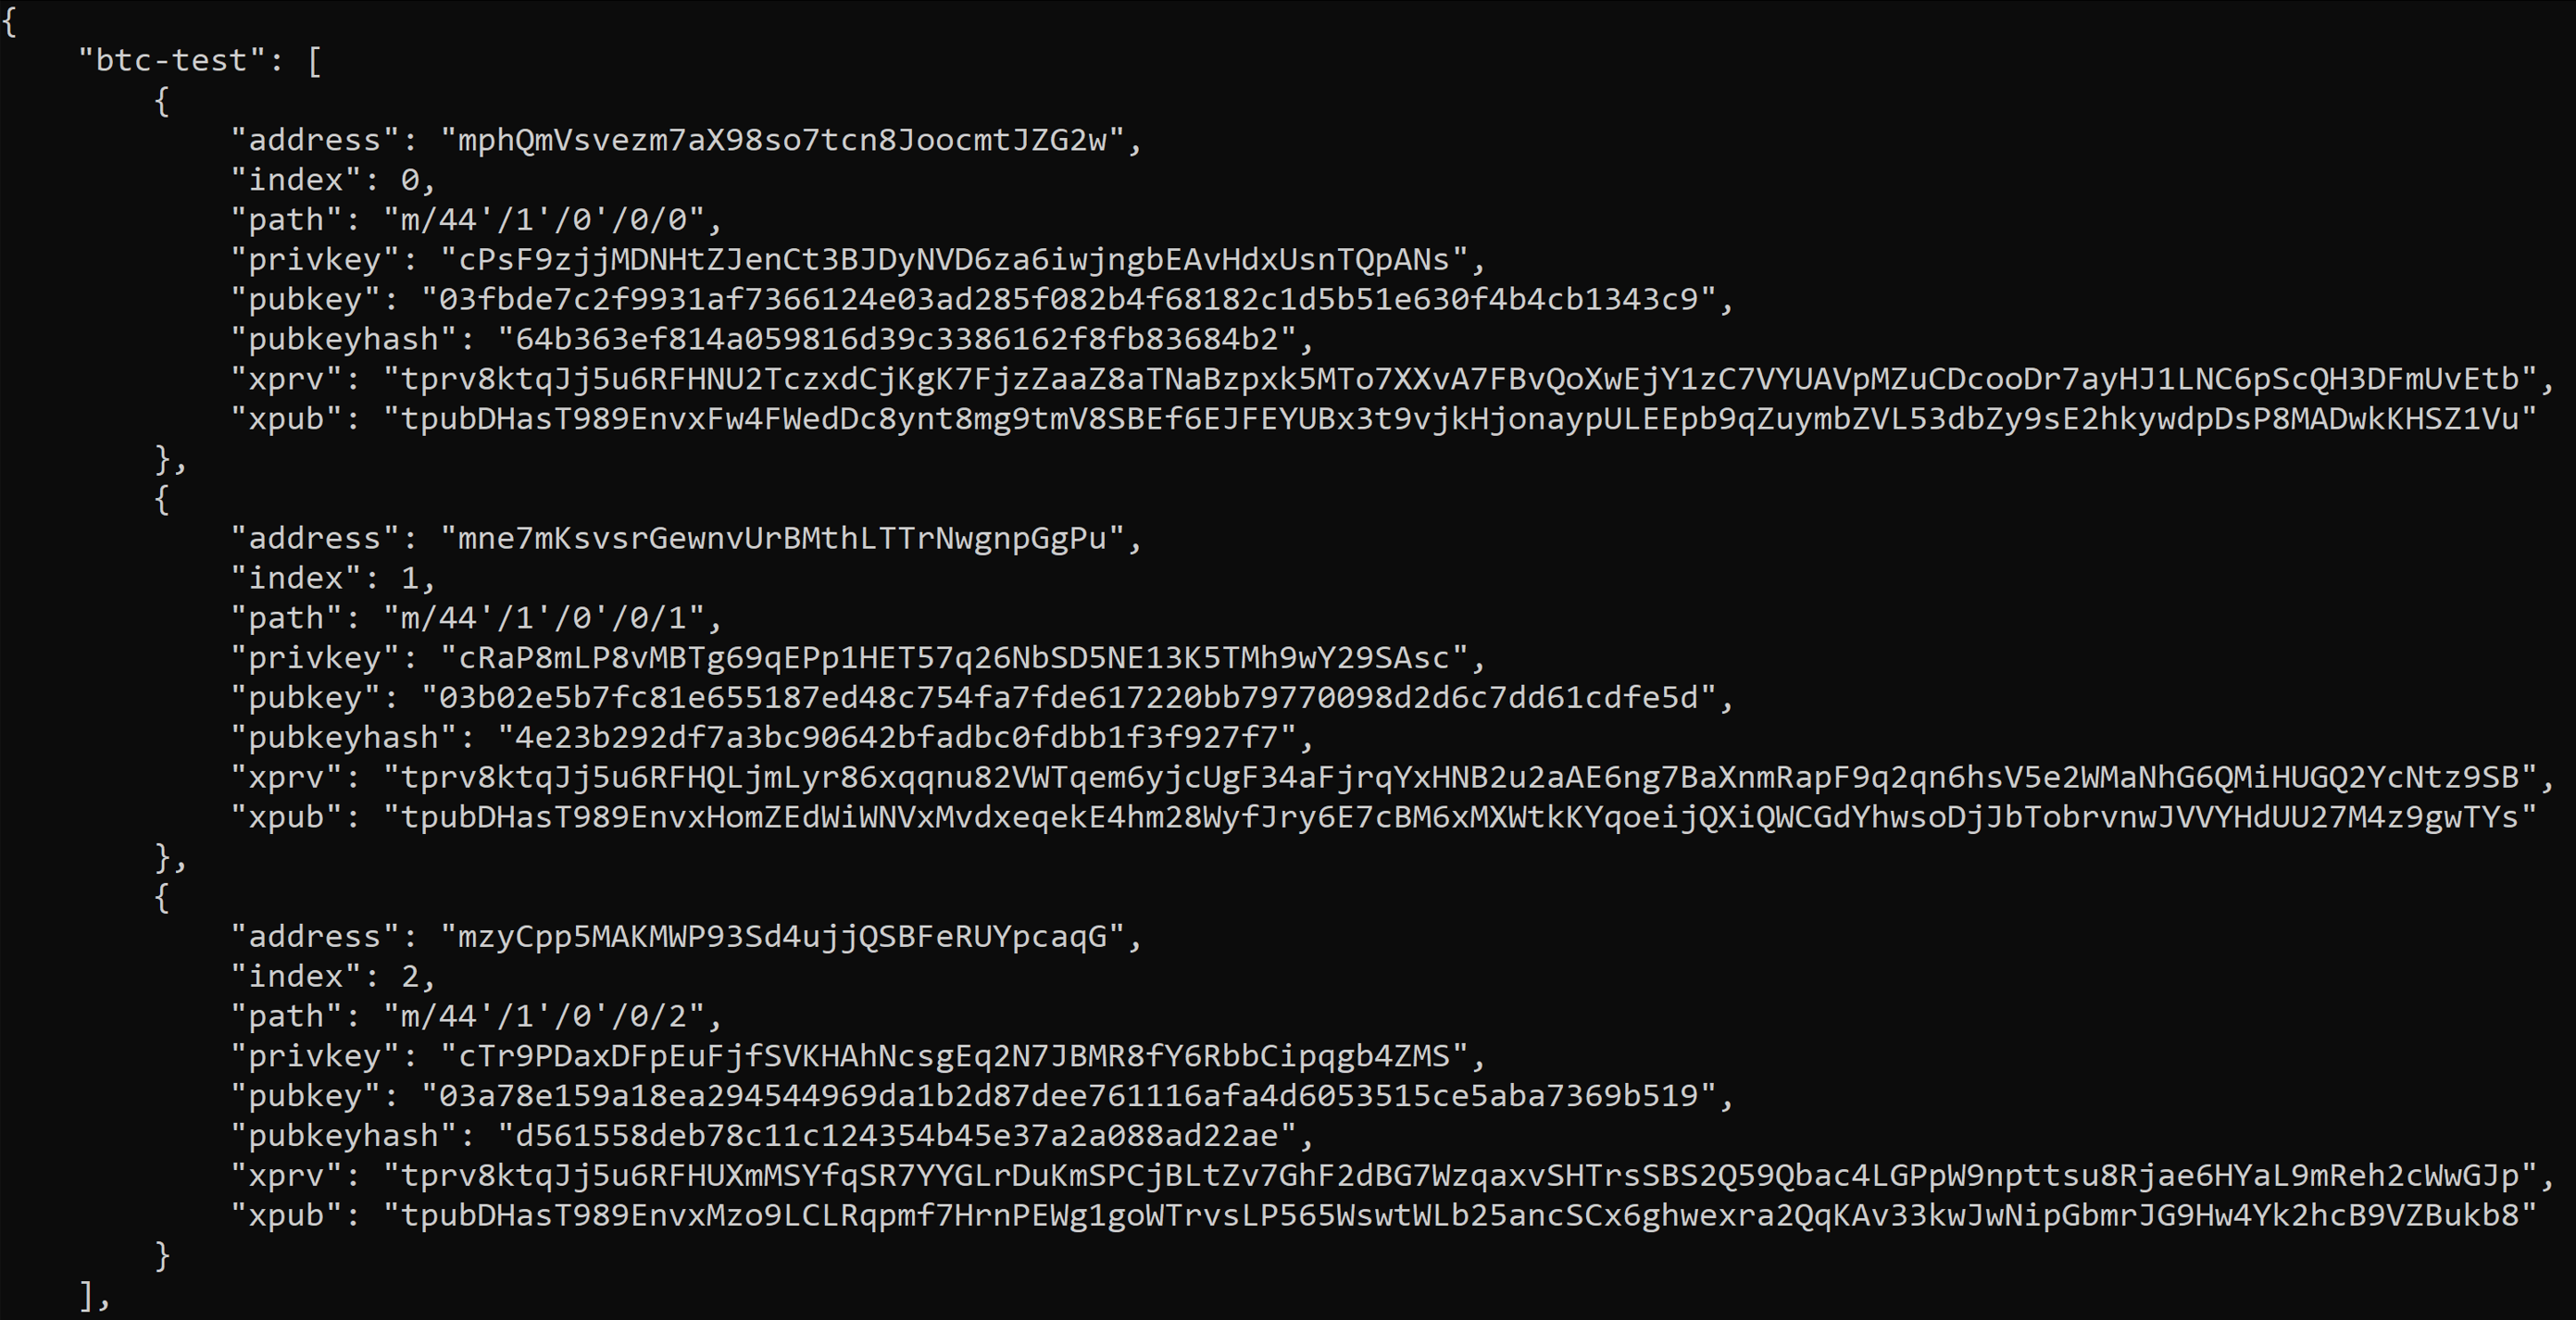 {
    "btc-test": [
        {
            "address": "mphQmVsvezm7aX98so7tcn8JoocmtJZG2w",
            "index": 0,
            "path": "m/44'/1'/0'/0/0",
            "privkey": "cPsF9zjjMDNHtZJenCt3BJDyNVD6za6iwjngbEAvHdxUsnTQpANs",
            "pubkey": "03fbde7c2f9931af7366124e03ad285f082b4f68182c1d5b51e630f4b4cb1343c9",
            "pubkeyhash": "64b363ef814a059816d39c3386162f8fb83684b2",
            "xprv": "tprv8ktqJj5u6RFHNU2TczxdCjKgK7FjzZaaZ8aTNaBzpxk5MTo7XXvA7FBvQoXwEjY1zC7VYUAVpMZuCDcooDr7ayHJ1LNC6pScQH3DFmUvEtb",
            "xpub": "tpubDHasT989EnvxFw4FWedDc8ynt8mg9tmV8SBEf6EJFEYUBx3t9vjkHjonaypULEEpb9qZuymbZVL53dbZy9sE2hkywdpDsP8MADwkKHSZ1Vu"
        },
        {
            "address": "mne7mKsvsrGewnvUrBMthLTTrNwgnpGgPu",
            "index": 1,
            "path": "m/44'/1'/0'/0/1",
            "privkey": "cRaP8mLP8vMBTg69qEPp1HET57q26NbSD5NE13K5TMh9wY29SAsc",
            "pubkey": "03b02e5b7fc81e655187ed48c754fa7fde617220bb79770098d2d6c7dd61cdfe5d",
            "pubkeyhash": "4e23b292df7a3bc90642bfadbc0fdbb1f3f927f7",
            "xprv": "tprv8ktqJj5u6RFHQLjmLyr86xqqnu82VWTqem6yjcUgF34aFjrqYxHNB2u2aAE6ng7BaXnmRapF9q2qn6hsV5e2WMaNhG6QMiHUGQ2YcNtz9SB",
            "xpub": "tpubDHasT989EnvxHomZEdWiWNVxMvdxeqekE4hm28WyfJry6E7cBM6xMXWtkKYqoeijQXiQWCGdYhwsoDjJbTobrvnwJVVYHdUU27M4z9gwTYs"
        },
        {
            "address": "mzyCpp5MAKMWP93Sd4ujjQSBFeRUYpcaqG",
            "index": 2,
            "path": "m/44'/1'/0'/0/2",
            "privkey": "cTr9PDaxDFpEuFjfSVKHAhNcsgEq2N7JBMR8fY6RbbCipqgb4ZMS",
            "pubkey": "03a78e159a18ea294544969da1b2d87dee761116afa4d6053515ce5aba7369b519",
            "pubkeyhash": "d561558deb78c11c124354b45e37a2a088ad22ae",
            "xprv": "tprv8ktqJj5u6RFHUXmMSYfqSR7YYGLrDuKmSPCjBLtZv7GhF2dBG7WzqaxvSHTrsSBS2Q59Qbac4LGPpW9npttsu8Rjae6HYaL9mReh2cWwGJp",
            "xpub": "tpubDHasT989EnvxMzo9LCLRqpmf7HrnPEWg1goWTrvsLP565WswtWLb25ancSCx6ghwexra2QqKAv33kwJwNipGbmrJG9Hw4Yk2hcB9VZBukb8"
        }
    ],